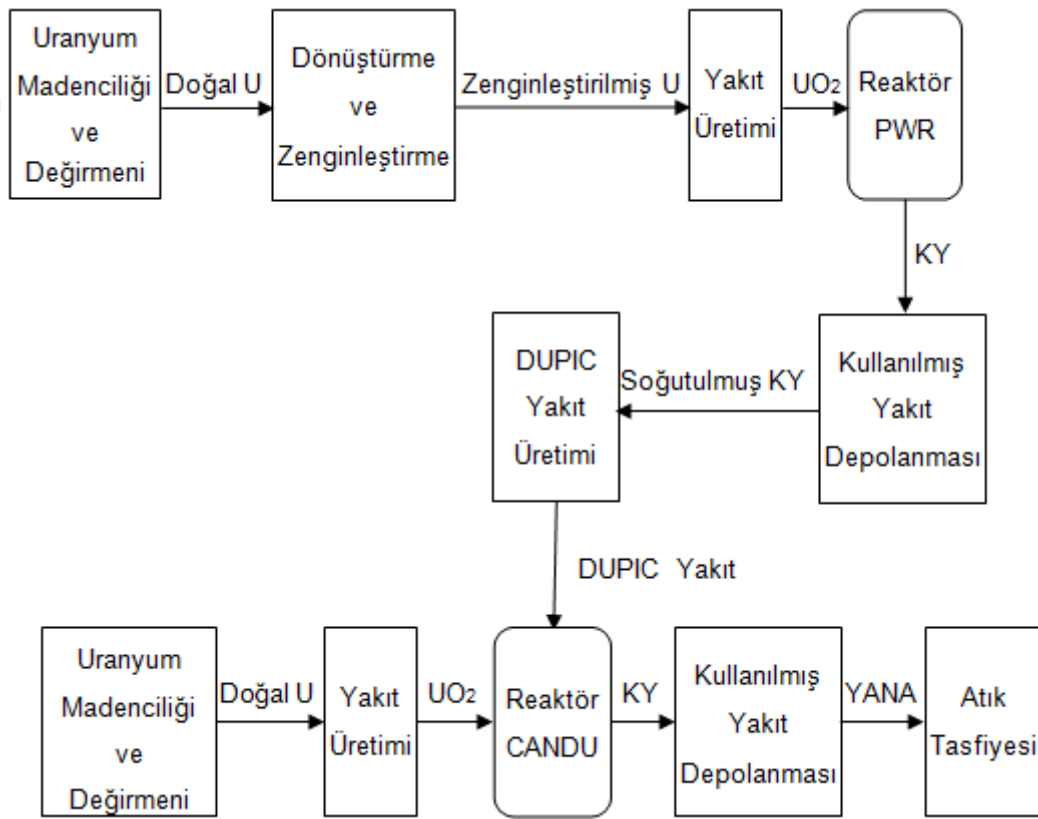 Uranyum
Madenciliği
ve
Değirmeni
Doğal U
Dönüştürme
ve
Zenginleştirme
Zenginleştirilmiş U
Yakıt
Üretimi
UO2
Reaktör
PWR
KY
Kullanılmış
Yakıt
Depolanması
Soğutulmuş KY
DUPIC
Yakıt
Üretimi
DUPIC Yakıt
Uranyum
Madenciliği
ve
Değirmeni
Doğal U
Yakıt
Üretimi
UO2
Reaktör
CANDU
KY
Kullanılmış
Yakıt
Depolanması
YANA
Atık
Tasfiyesi